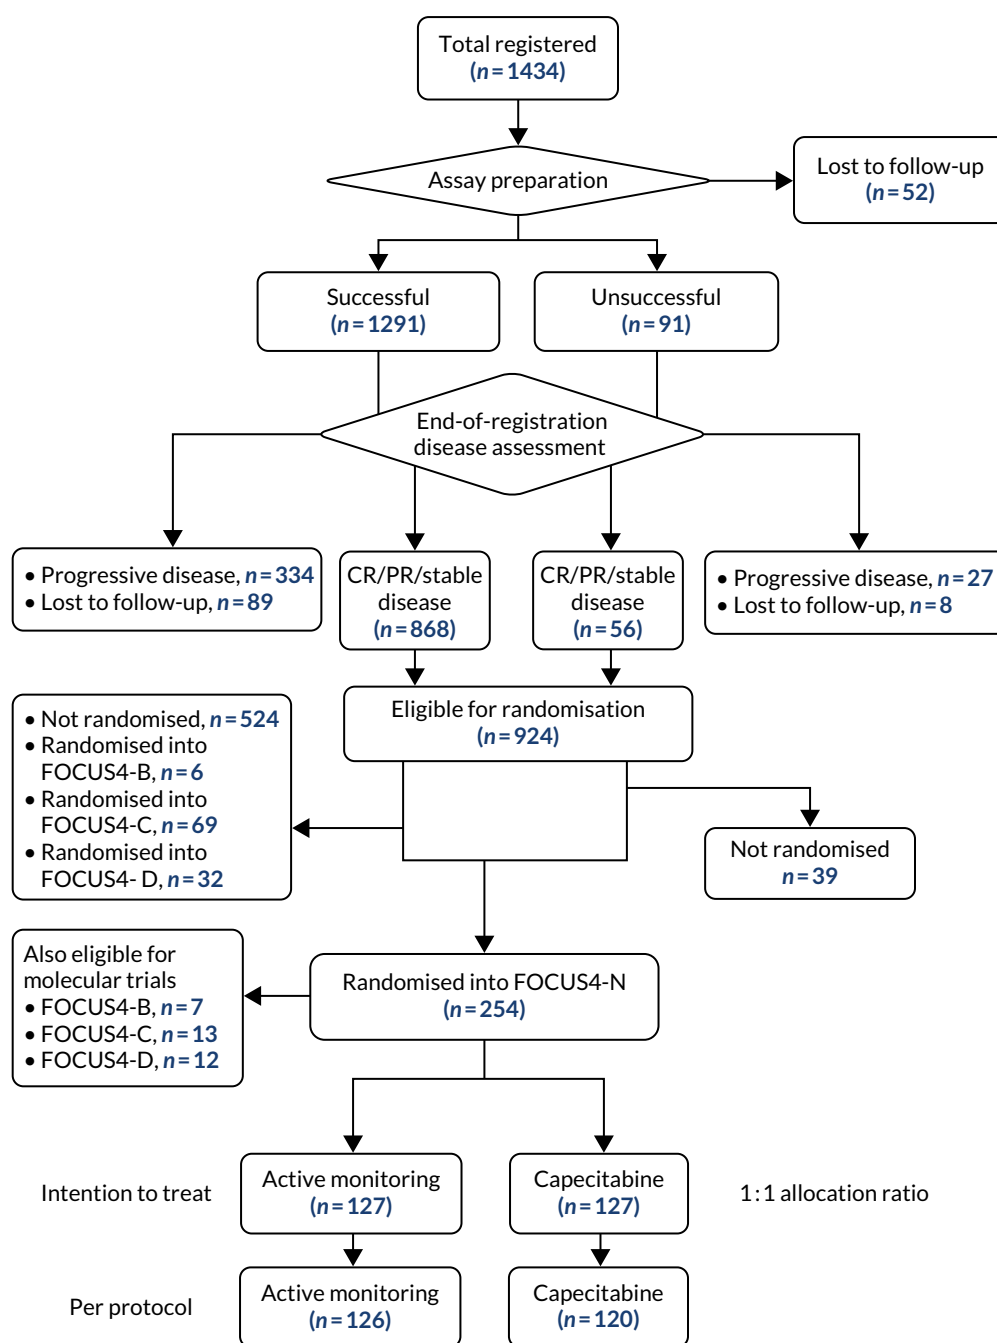 Total registered
(n=1434)
Assay preparation
Lost to follow-up
(n=52)
Successful
(n=1291)
Unsuccessful
(n=91)
End-of-registration
disease assessment
• Progressive disease, n=334
• Lost to follow-up, n=89
CR/PR/stable
disease
(n=868)
CR/PR/stable
disease
(n=56)
• Progressive disease, n=27
• Lost to follow-up, n=8
Eligible for randomisation
(n=924)
• Not randomised, n=524
• Randomised into
FOCUS4-B, n=6
• Randomised into
FOCUS4-C, n=69
• Randomised into
FOCUS4- D, n=32
Not randomised
n=39
Also eligible for
molecular trials
• FOCUS4-B, n=7
• FOCUS4-C, n=13
• FOCUS4-D, n=12
Randomised into FOCUS4-N
(n=254)
Intention to treat
Active monitoring
(n=127)
Capecitabine
(n=127)
1:1 allocation ratio
Per protocol
Active monitoring
(n=126)
Capecitabine
(n=120)